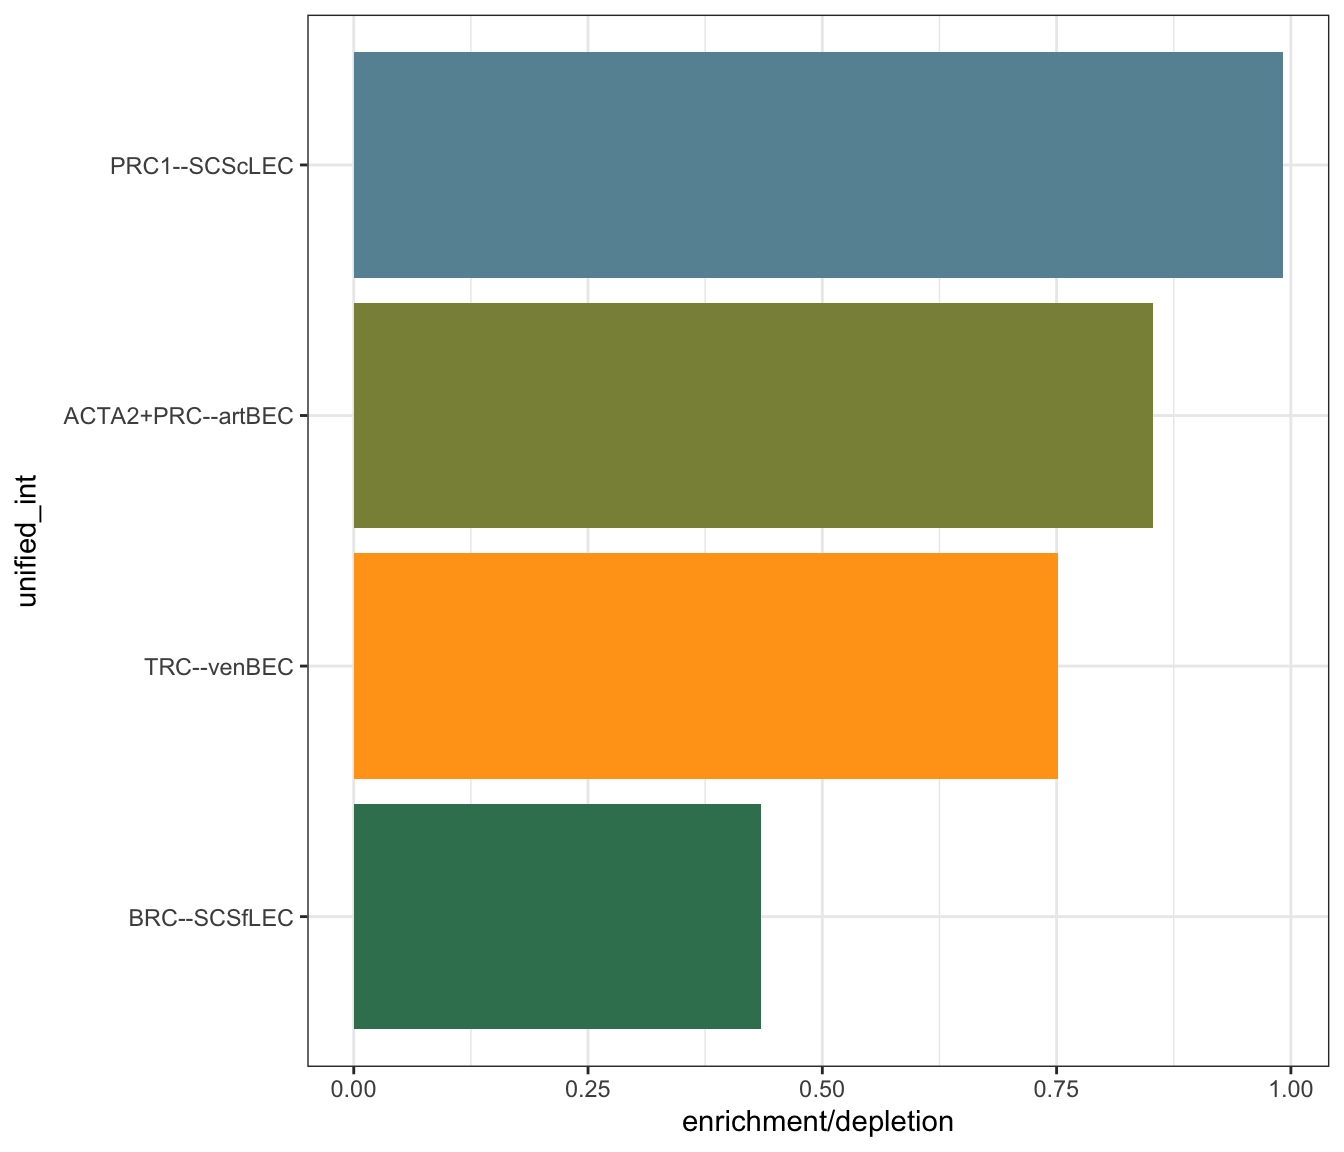 PRC1--SCScLEC
ACTA2+PRC--artBEC
TRC--venBEC
BRC--SCSfLEC
unified_int
0.00 0.25 0.50 0.75 1.00
enrichment/depletion